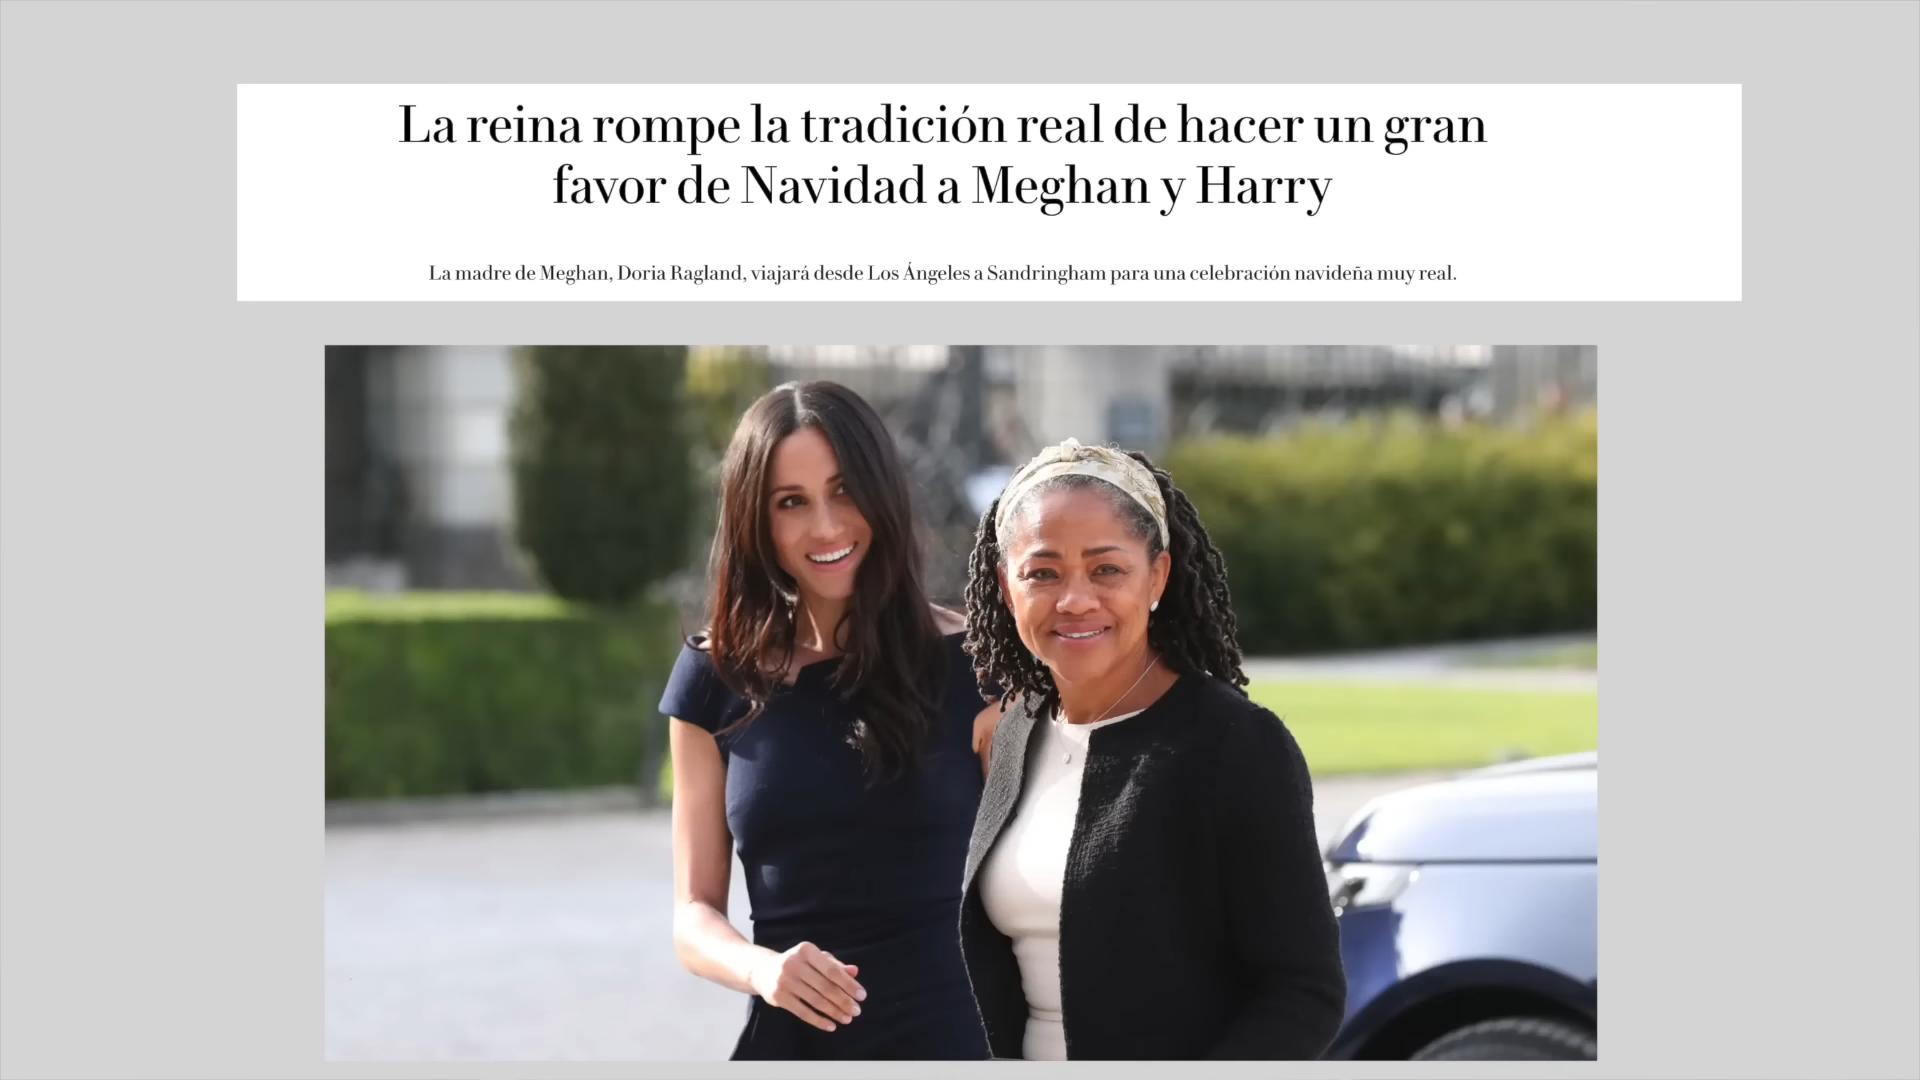 La reina rompe la tradición real de hacer un gran
favor de Navidad a Meghan y Harry
La madre de Meghan, Doria Ragland, viajará desde Los Ángeles a Sandringham para una celebración navideña muy real.